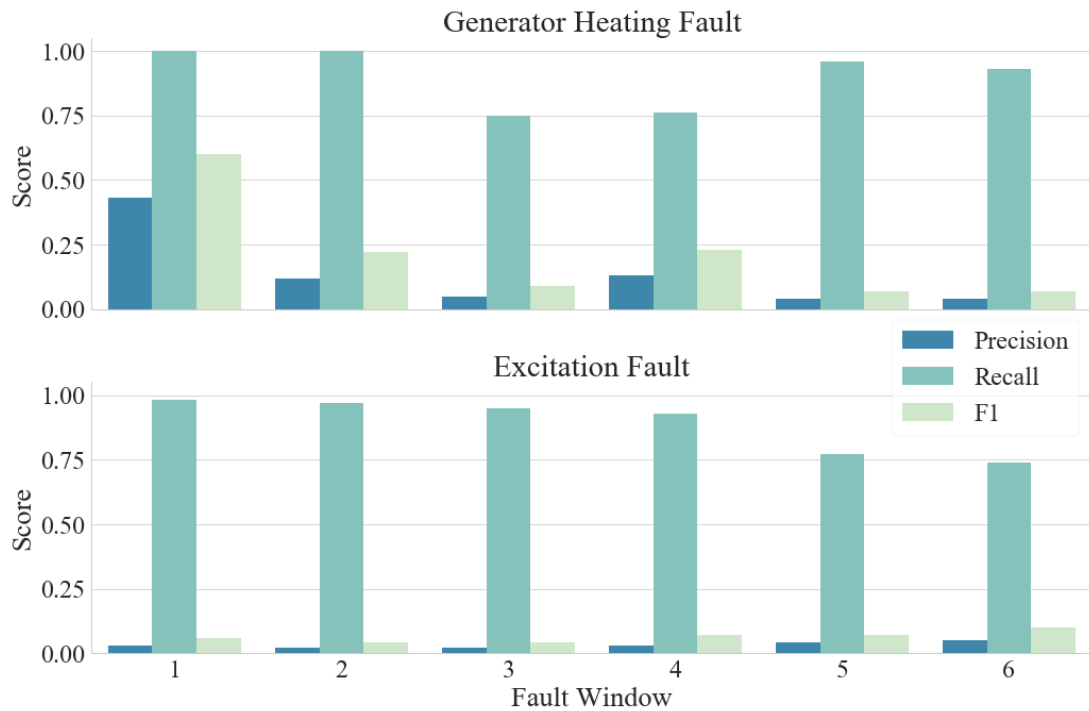 Generator Heating Fault
1.00
0.75
0.50
0.25
0.00
Score
Precision
Recall
F1
Excitation Fault
1.00
0.75
0.50
0.25
0.00
Score
1 2 3 4 5 6
Fault Window